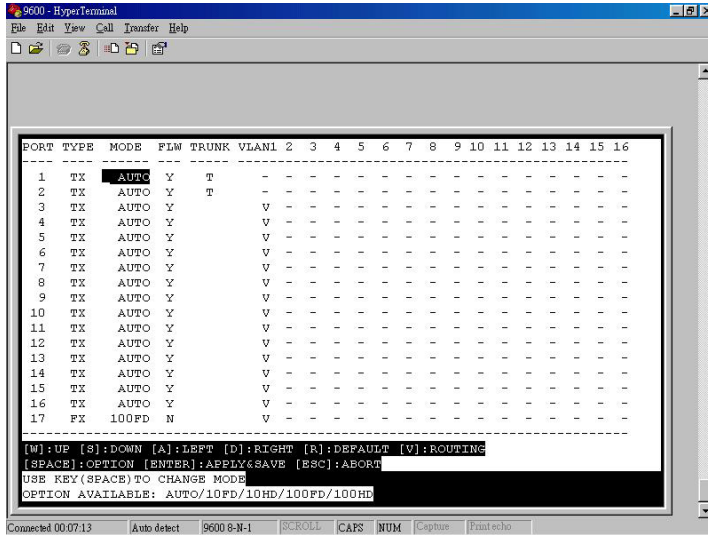 9600 - HyperTerminal
File Edit View Call Transfer Help
PORT TYPE MODE FLW TRUNK VLAN1 2 3 4 5 6 7 8 9 10 11 12 13 14 15 16
---- ---- ------- --- ----- ------------------------------------------------
1 TX AUTO Y T - - - - - - - - - - - - - - - -
2 TX AUTO Y T - - - - - - - - - - - - - - - -
3 TX AUTO Y V - - - - - - - - - - - - - - -
4 TX AUTO Y V - - - - - - - - - - - - - - -
5 TX AUTO Y V - - - - - - - - - - - - - - -
6 TX AUTO Y V - - - - - - - - - - - - - - -
7 TX AUTO Y V - - - - - - - - - - - - - - -
8 TX AUTO Y V - - - - - - - - - - - - - - -
9 TX AUTO Y V - - - - - - - - - - - - - - -
10 TX AUTO Y V - - - - - - - - - - - - - - -
11 TX AUTO Y V - - - - - - - - - - - - - - -
12 TX AUTO Y V - - - - - - - - - - - - - - -
13 TX AUTO Y V - - - - - - - - - - - - - - -
14 TX AUTO Y V - - - - - - - - - - - - - - -
15 TX AUTO Y V - - - - - - - - - - - - - - -
16 TX AUTO Y V - - - - - - - - - - - - - - -
17 FX 100FD N V - - - - - - - - - - - - - - -
------------------------------------------------------------------------
[W]:UP [S]:DOWN [A]:LEFT [D]:RIGHT [R]:DEFAULT [V]:ROUTING
[SPACE]:OPTION [ENTER]:APPLY&SAVE [ESC]:ABORT
USE KEY(SPACE)TO CHANGE MODE
OPTION AVAILABLE: AUTO/10FD/10HD/100FD/100HD
Connected 00:07:13 Auto detect 9600 8-N-1 SCROLL CAPS NUM Capture Print echo